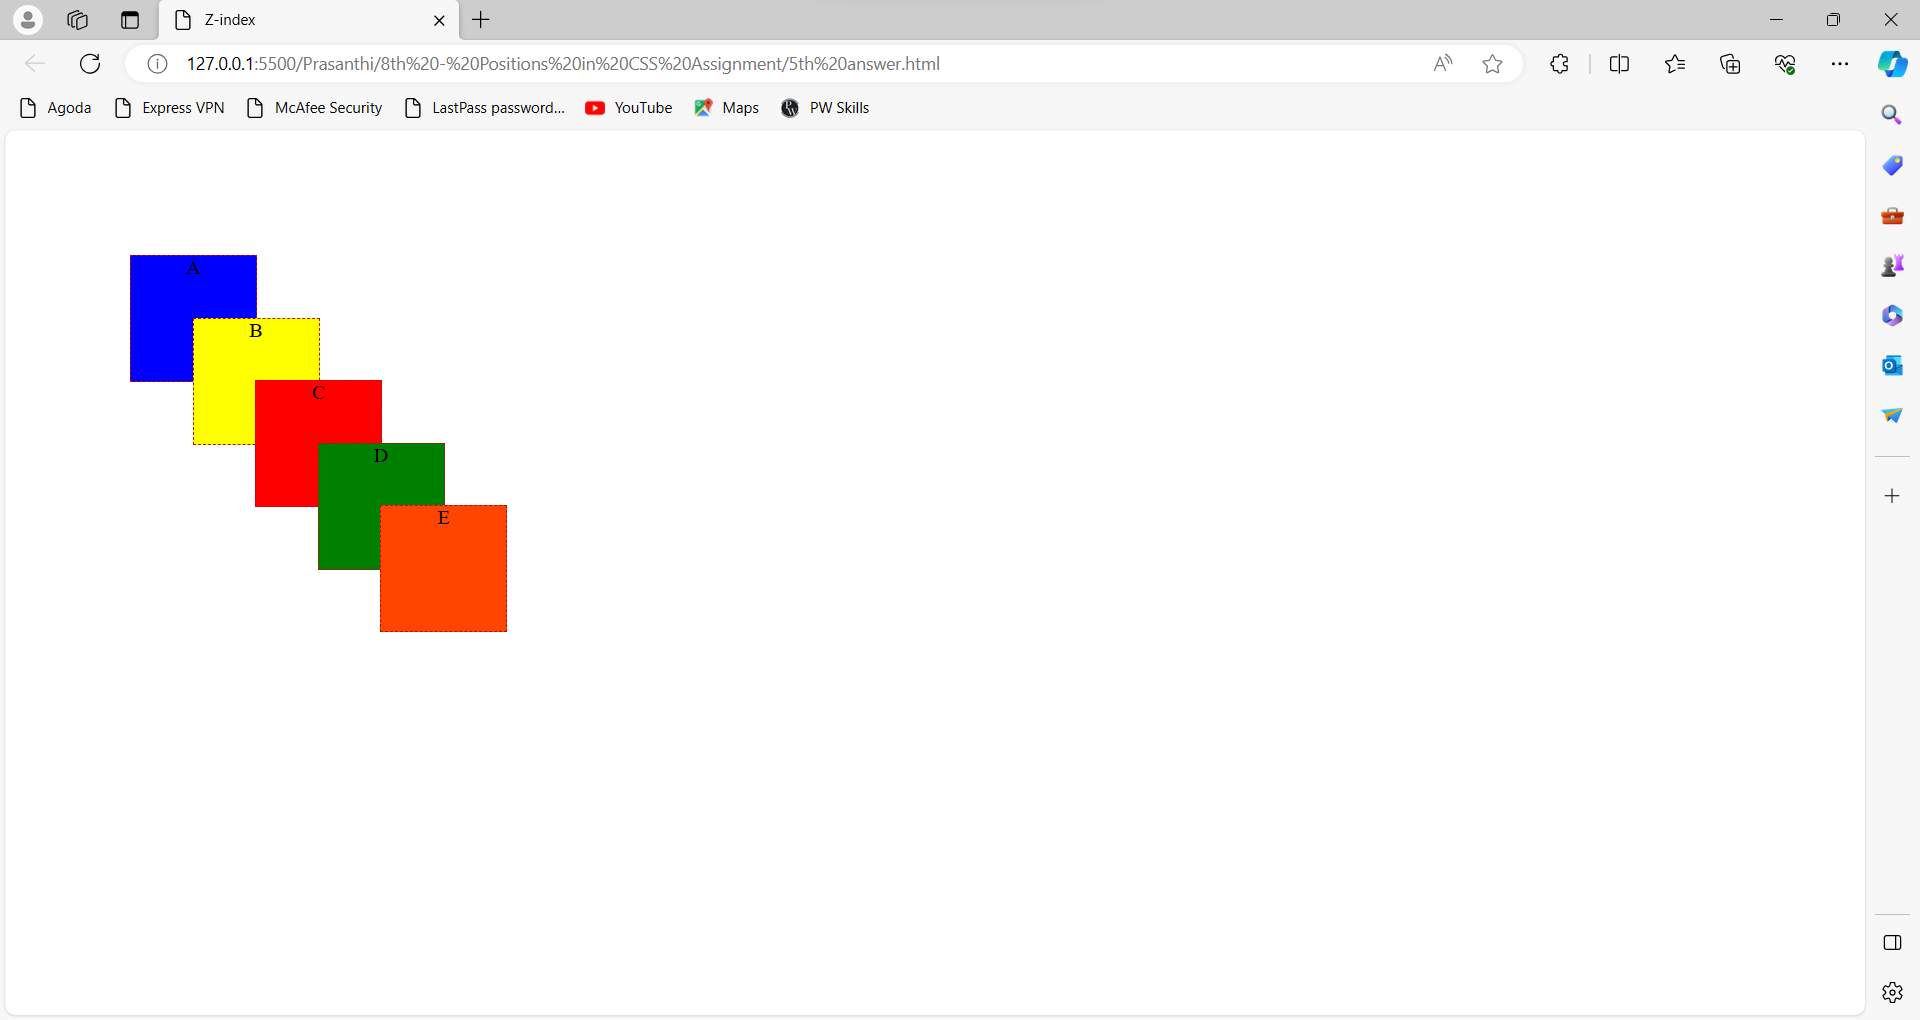 Z-index
127.0.0.1:5500/Prasanthi/8th%20-%20Positions%20in%20CSS%20Assignment/5th%20answer.html
Agoda Express VPN McAfee Security LastPass password... YouTube Maps PW Skills
A
B
C
D
E